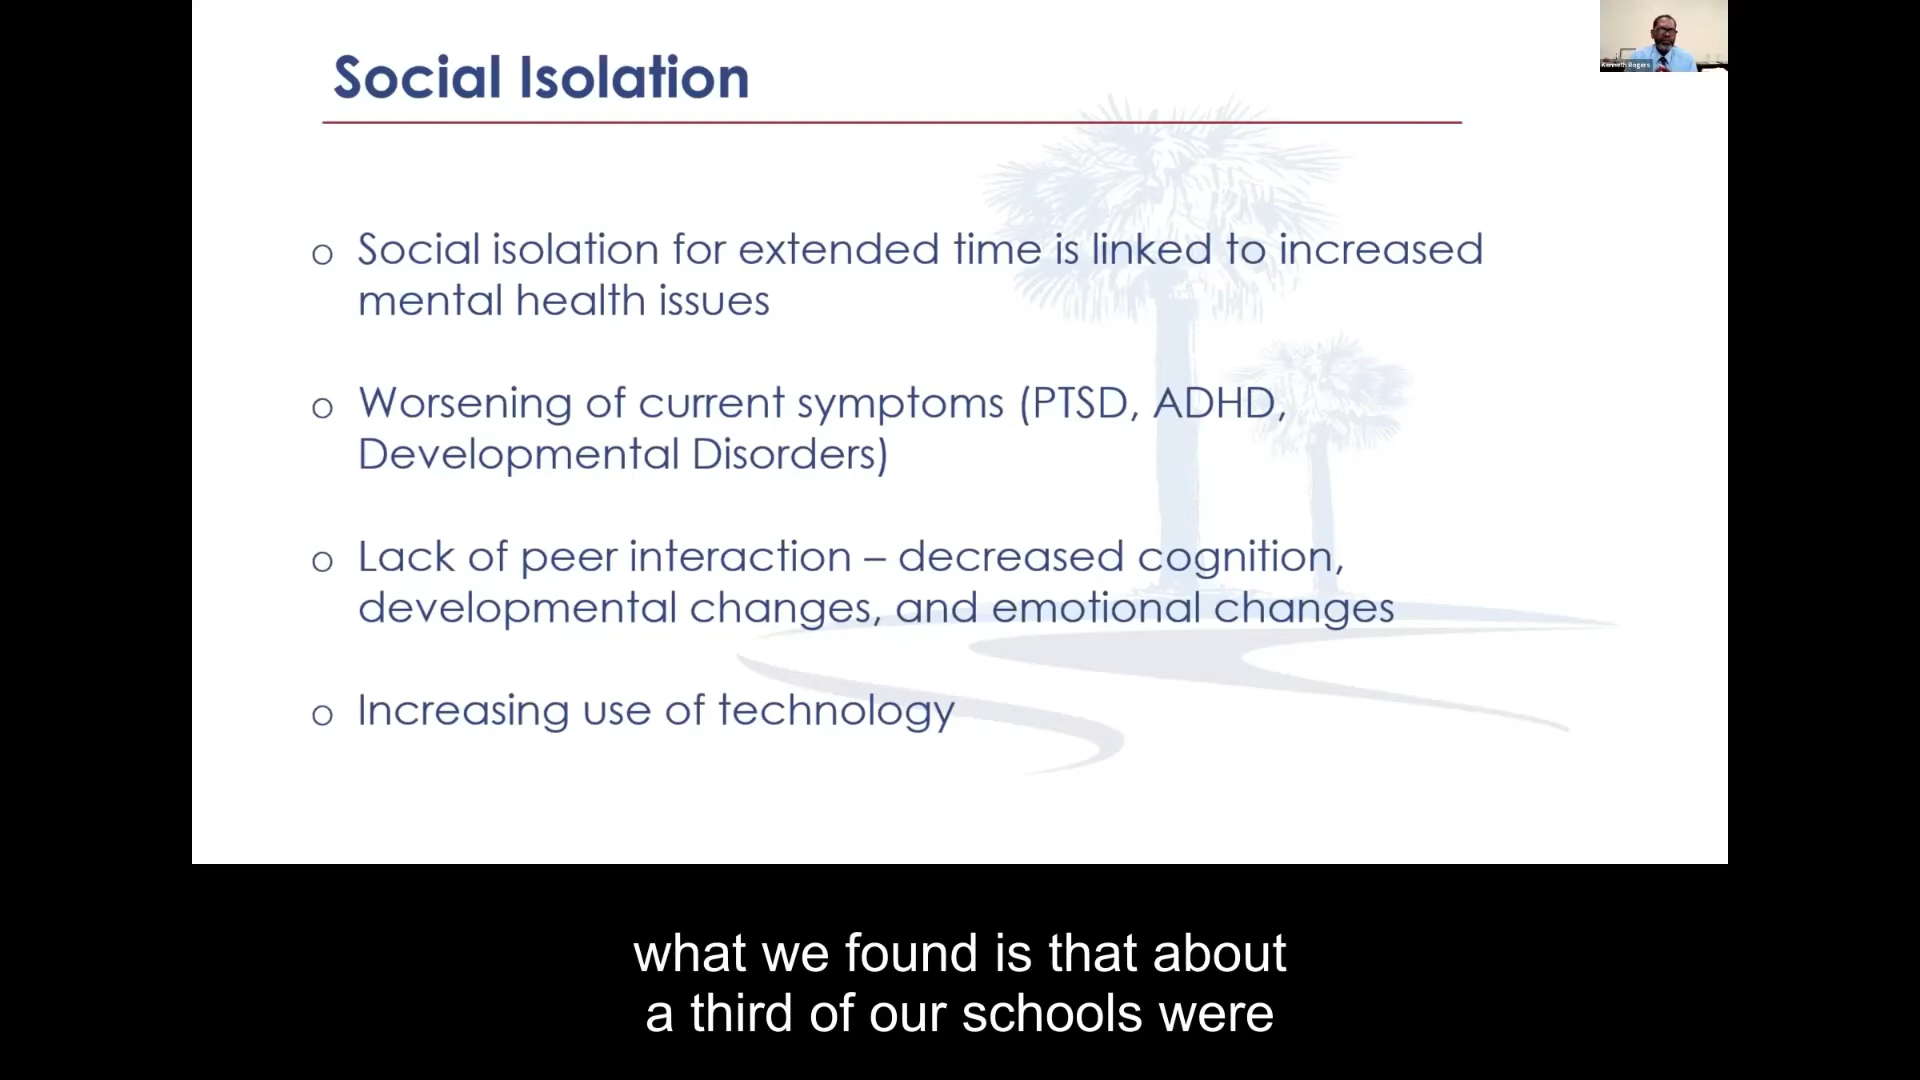 Social Isolation
Kenneth Rogers
o Social isolation for extended time is linked to increased
mental health issues
o Worsening of current symptoms (PTSD, ADHD,
Developmental Disorders)
o Lack of peer interaction – decreased cognition,
developmental changes, and emotional changes
o Increasing use of technology
what we found is that about
a third of our schools were